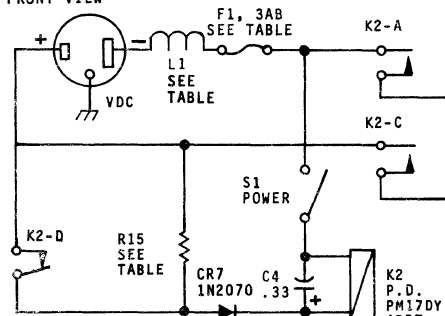 FRONT VIEW
F1, 3AB
SEE TABLE
K2-A
+
−
L1
SEE
TABLE
VDC
K2-C
S1
POWER
K2-D
R15
SEE
TABLE
CR7
1N2070
C4
.33
+
K2
P.D.
PM17DY